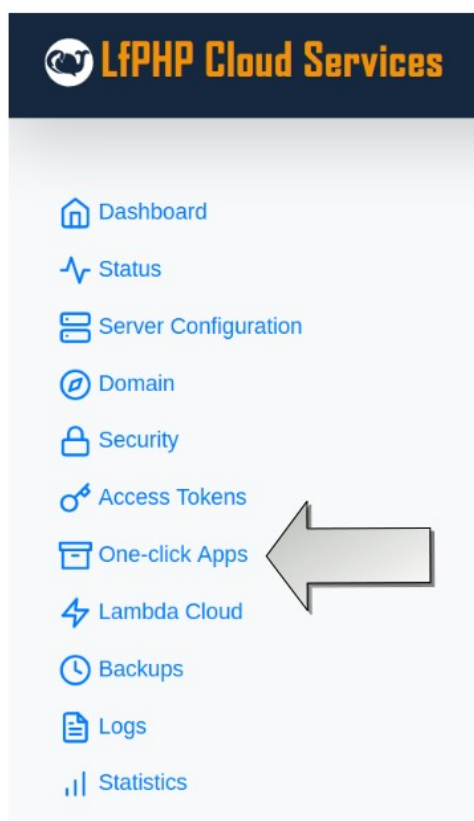 LfPHP Cloud Services
Dashboard
Status
Server Configuration
Domain
Security
Access Tokens
One-click Apps
Lambda Cloud
Backups
Logs
Statistics